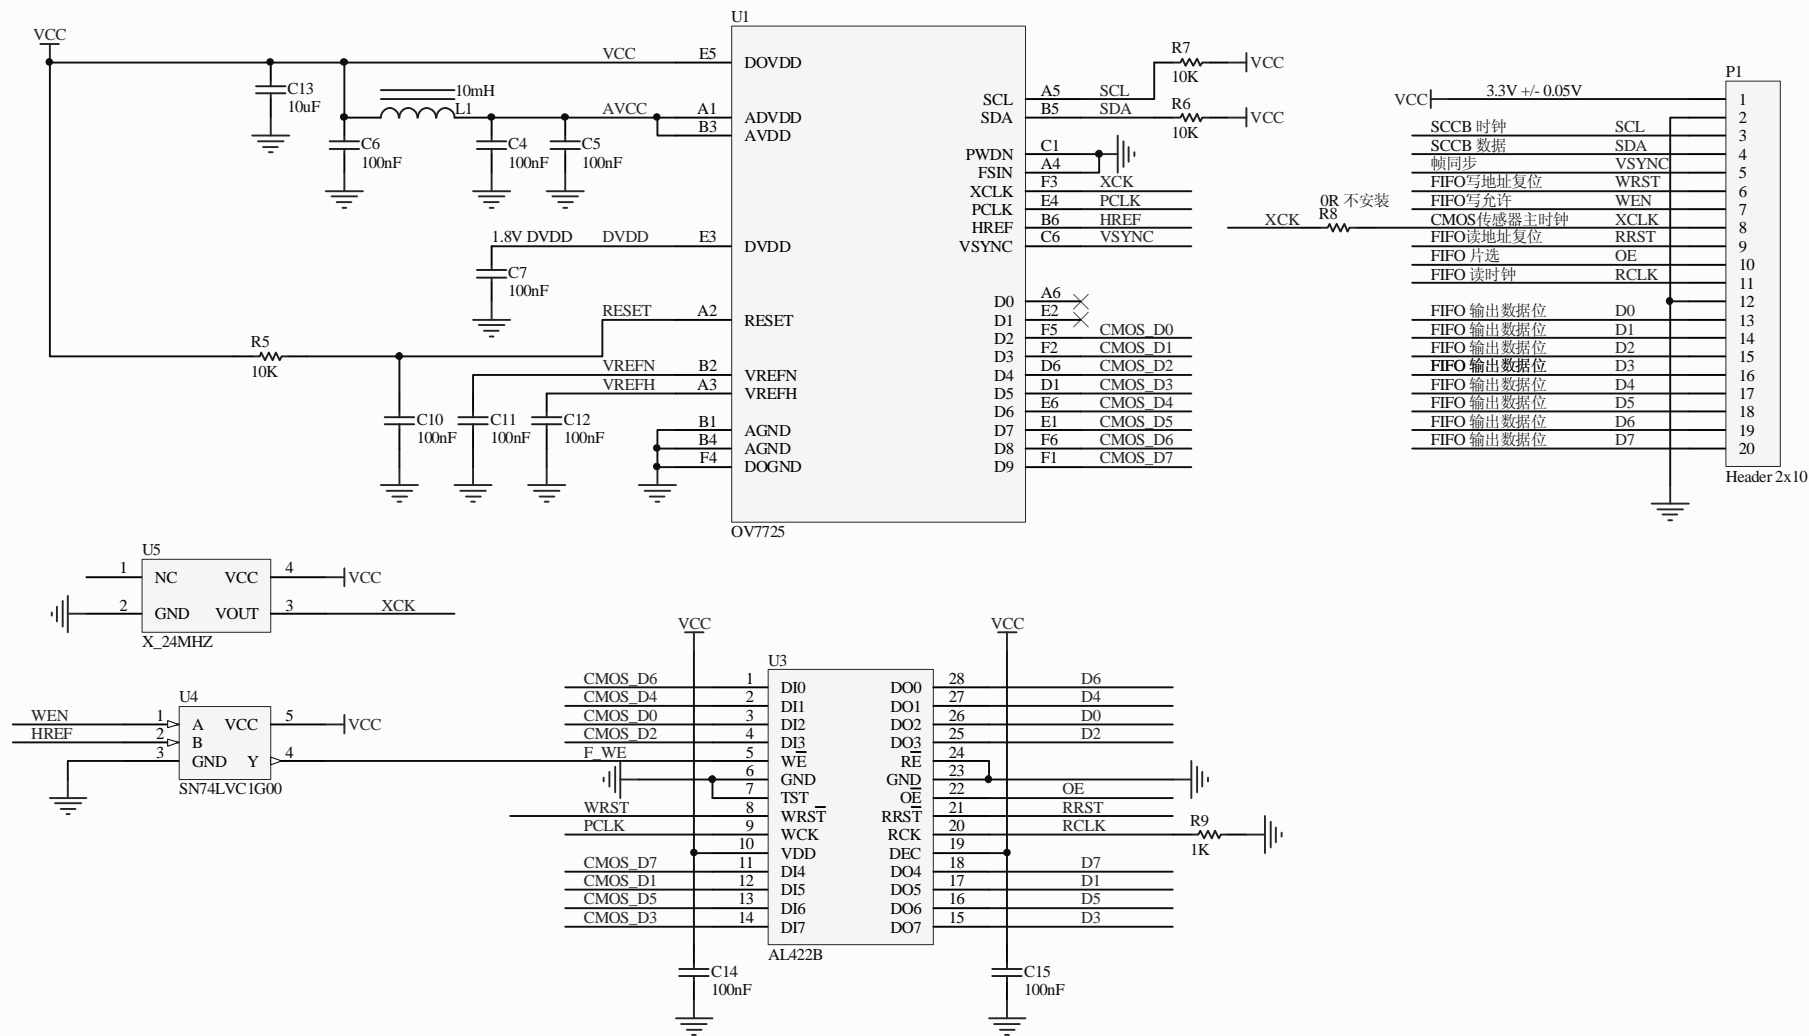 VCC
C13
10uF
10mH
L1
C6
100nF
C4
100nF
C5
100nF
VCC E5
AVCC A1
B3
1.8V DVDD DVDD E3
C7
100nF
RESET A2
R5
10K
VREFN B2
VREFH A3
C10
100nF
C11
100nF
C12
100nF
B1
B4
F4
U1
DOVDD
ADVDD
AVDD
DVDD
RESET
VREFN
VREFH
AGND
AGND
DOGND
SCL
SDA
PWDN
FSIN
XCLK
PCLK
HREF
VSYNC
D0
D1
D2
D3
D4
D5
D6
D7
D8
D9
OV7725
A5 SCL
B5 SDA
C1
A4
F3 XCK
E4 PCLK
B6 HREF
C6 VSYNC
A6
E2
F5 CMOS_D0
F2 CMOS_D1
D6 CMOS_D2
D1 CMOS_D3
E6 CMOS_D4
E1 CMOS_D5
F6 CMOS_D6
F1 CMOS_D7
R7
10K
VCC
R6
10K
VCC
XCK
0R 不安装
R8
P1
VCC 3.3V +/- 0.05V 1
2
SCCB 时钟 SCL 3
SCCB 数据 SDA 4
帧同步 VSYNC 5
FIFO写地址复位 WRST 6
FIFO写允许 WEN 7
CMOS传感器主时钟 XCLK 8
FIFO读地址复位 RRST 9
FIFO 片选 OE 10
FIFO 读时钟 RCLK 11
12
FIFO 输出数据位 D0 13
FIFO 输出数据位 D1 14
FIFO 输出数据位 D2 15
FIFO 输出数据位 D3 16
FIFO 输出数据位 D4 17
FIFO 输出数据位 D5 18
FIFO 输出数据位 D6 19
FIFO 输出数据位 D7 20
Header 2x10
U5
1 NC VCC 4 VCC
2 GND VOUT 3 XCK
X_24MHZ
U4
WEN 1 A VCC 5 VCC
HREF 2 B
3 GND Y 4
SN74LVC1G00
VCC
VCC
U3
CMOS_D6 1 DI0 DO0 28 D6
CMOS_D4 2 DI1 DO1 27 D4
CMOS_D0 3 DI2 DO2 26 D0
CMOS_D2 4 DI3 DO3 25 D2
F_WE 5 WE RE 24
6 GND GND 23
7 TST OE 22 OE
WRST 8 WRST RRST 21 RRST
PCLK 9 WCK RCK 20 RCLK
10 VDD DEC 19
CMOS_D7 11 DI4 DO4 18 D7
CMOS_D1 12 DI5 DO5 17 D1
CMOS_D5 13 DI6 DO6 16 D5
CMOS_D3 14 DI7 DO7 15 D3
AL422B
R9
1K
C14
100nF
C15
100nF